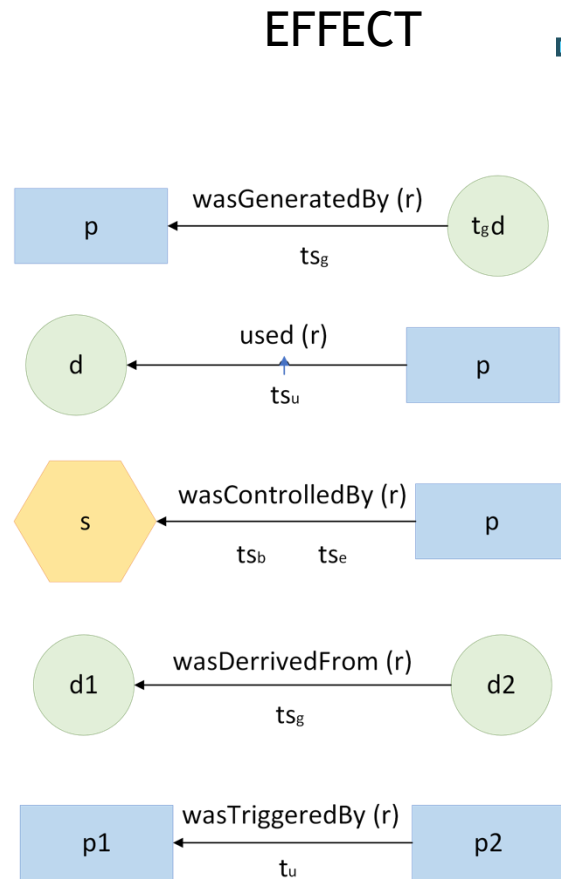 EFFECT
wasGeneratedBy (r)
p
tgd
tsg
used (r)
d
p
tsu
wasControlledBy (r)
s
p
tsb tse
wasDerrivedFrom (r)
d1
d2
tsg
wasTriggeredBy (r)
p1
p2
tu